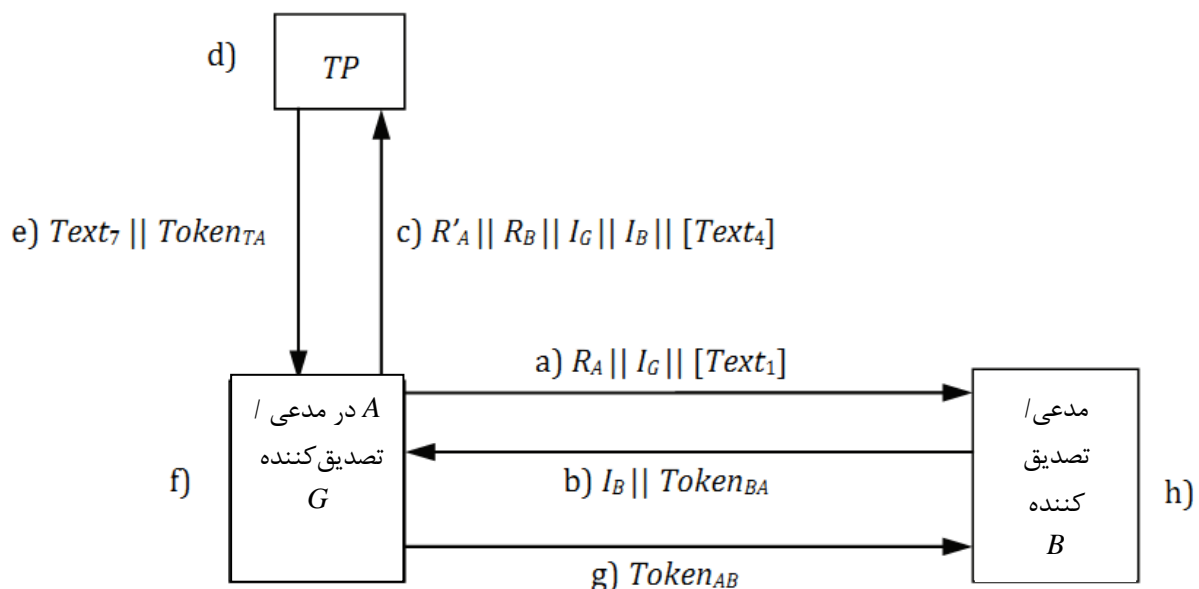 d)
TP
e) Text₇ || Token_TA
c) R'_A || R_B || I_G || I_B || [Text₄]
a) R_A || I_G || [Text₁]
A در مدعی /
تصدیق‌کننده
G
f)
b) I_B || Token_BA
مدعی/
تصدیق
کننده
B
h)
g) Token_AB